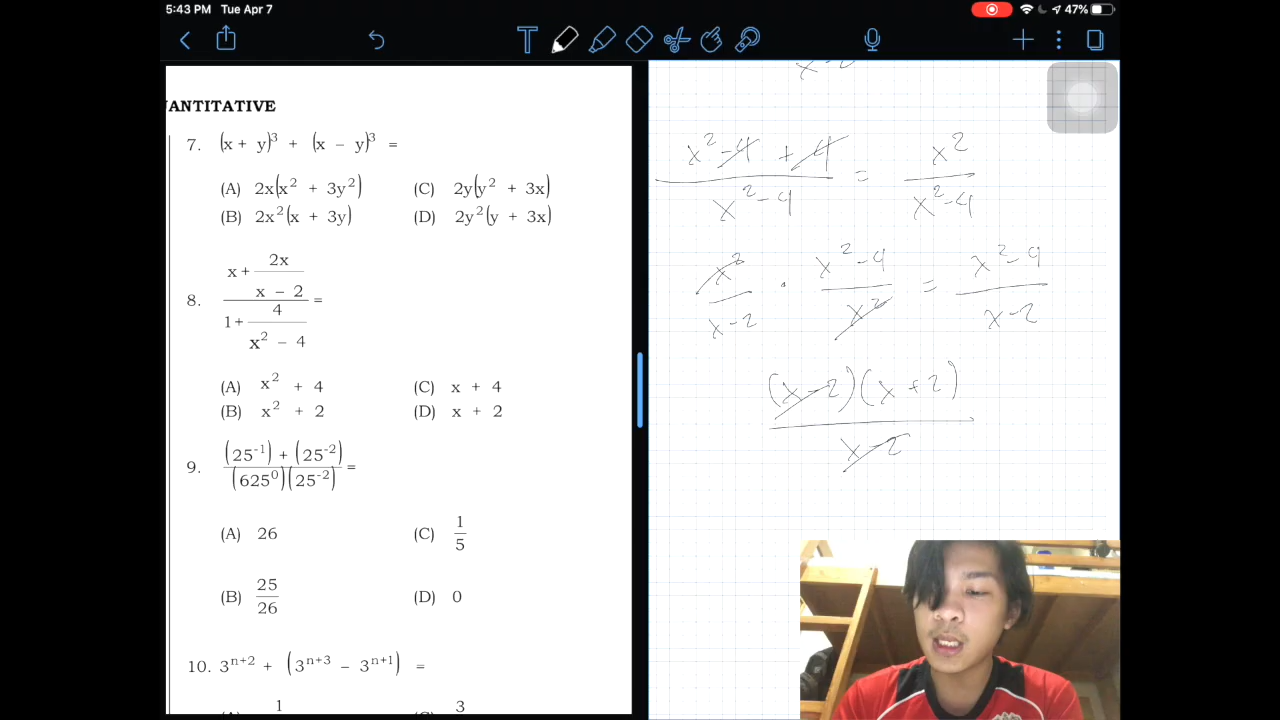 5:43 PM Tue Apr 7
47%
ANTITATIVE
7. (x + y)³ + (x - y)³ =
(A) 2x(x² + 3y²) (C) 2y(y² + 3x)
(B) 2x²(x + 3y) (D) 2y²(y + 3x)
8. (x + 2x/(x - 2)) / (1 + 4/(x² - 4)) =
(A) x² + 4 (C) x + 4
(B) x² + 2 (D) x + 2
9. ((25⁻¹) + (25⁻²)) / ((625⁰)(25⁻²)) =
(A) 26 (C) 1/5
(B) 25/26 (D) 0
10. 3ⁿ⁺² + (3ⁿ⁺³ - 3ⁿ⁺¹) =
1 3
(x² - 4 + 4) / (x² - 4) = x² / (x² - 4)
x² / (x - 2) · (x² - 4) / x² = (x² - 4) / (x - 2)
(x - 2)(x + 2) / (x - 2)